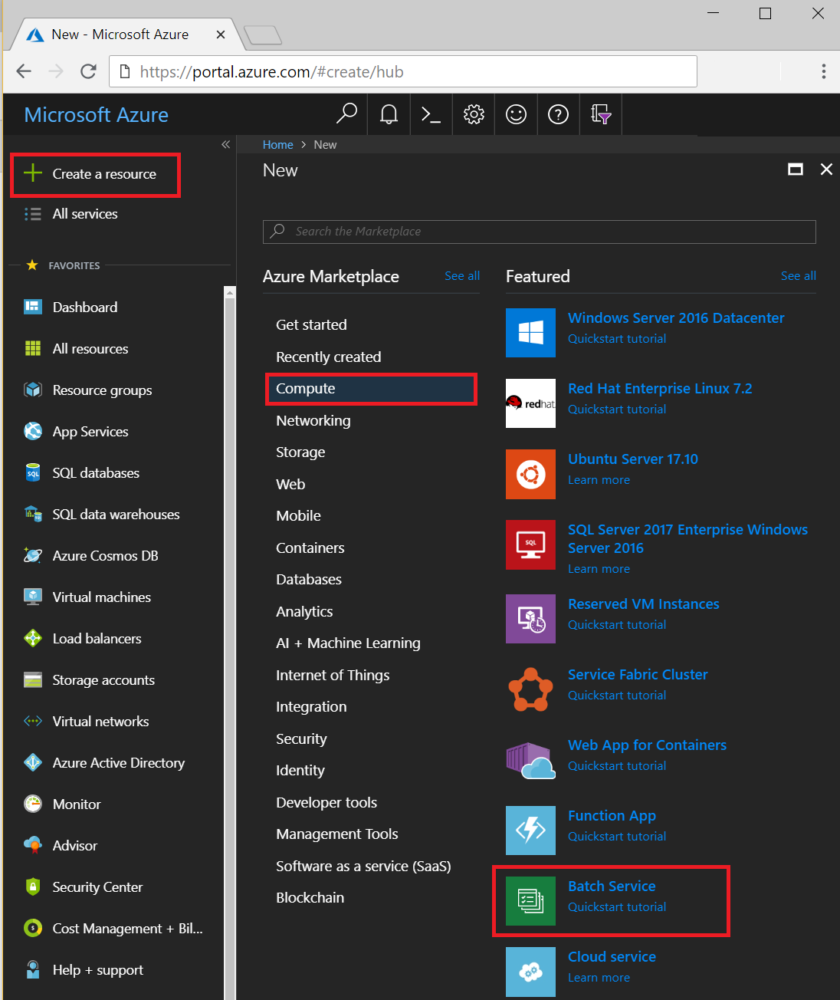 New - Microsoft Azure
https://portal.azure.com/#create/hub
Microsoft Azure
Create a resource
All services
FAVORITES
Dashboard
All resources
Resource groups
App Services
SQL databases
SQL data warehouses
Azure Cosmos DB
Virtual machines
Load balancers
Storage accounts
Virtual networks
Azure Active Directory
Monitor
Advisor
Security Center
Cost Management + Bil...
Help + support
Home > New
New
Search the Marketplace
Azure Marketplace See all
Get started
Recently created
Compute
Networking
Storage
Web
Mobile
Containers
Databases
Analytics
AI + Machine Learning
Internet of Things
Integration
Security
Identity
Developer tools
Management Tools
Software as a service (SaaS)
Blockchain
Featured See all
Windows Server 2016 Datacenter
Quickstart tutorial
redhat
Red Hat Enterprise Linux 7.2
Quickstart tutorial
Ubuntu Server 17.10
Learn more
SQL
SQL Server 2017 Enterprise Windows
Server 2016
Learn more
Reserved VM Instances
Quickstart tutorial
Service Fabric Cluster
Quickstart tutorial
Web App for Containers
Quickstart tutorial
Function App
Quickstart tutorial
Batch Service
Quickstart tutorial
Cloud service
Learn more